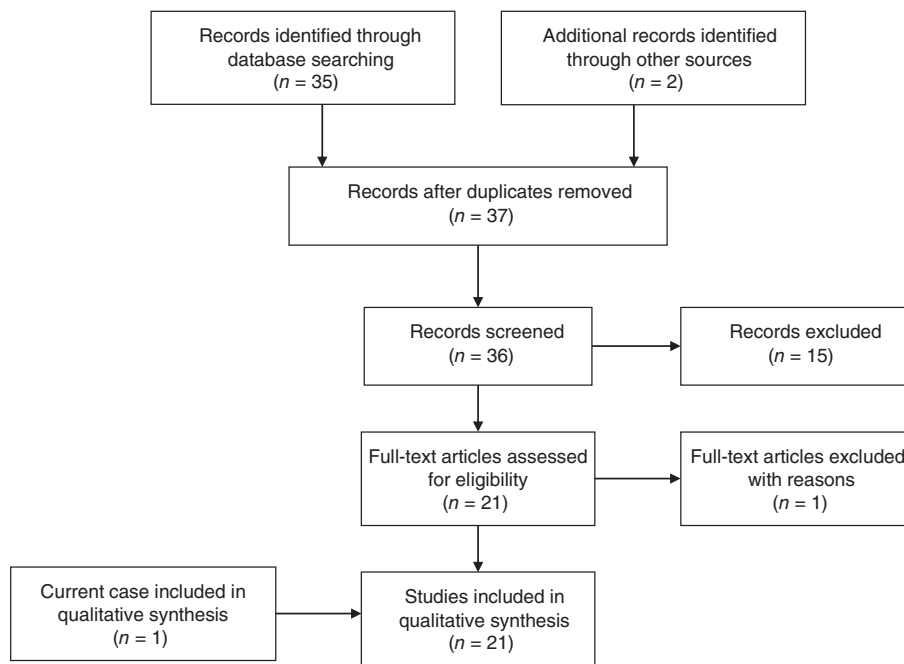 Records identified through
database searching
(n = 35)
Additional records identified
through other sources
(n = 2)
Records after duplicates removed
(n = 37)
Records screened
(n = 36)
Records excluded
(n = 15)
Full-text articles assessed
for eligibility
(n = 21)
Full-text articles excluded
with reasons
(n = 1)
Current case included in
qualitative synthesis
(n = 1)
Studies included in
qualitative synthesis
(n = 21)